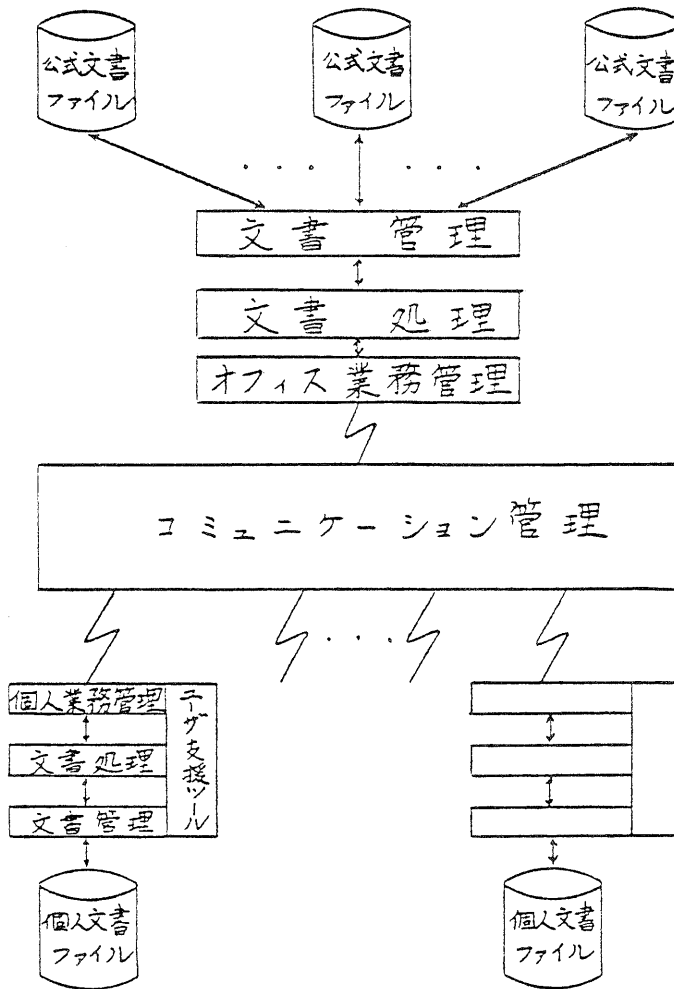 公式文書
ファイル
公式文書
ファイル
公式文書
ファイル
文書 管理
文書 処理
オフィス業務管理
コミュニケーション管理
個人業務管理
文書処理
文書管理
ユーザ支援ツール
個人文書
ファイル
個人文書
ファイル